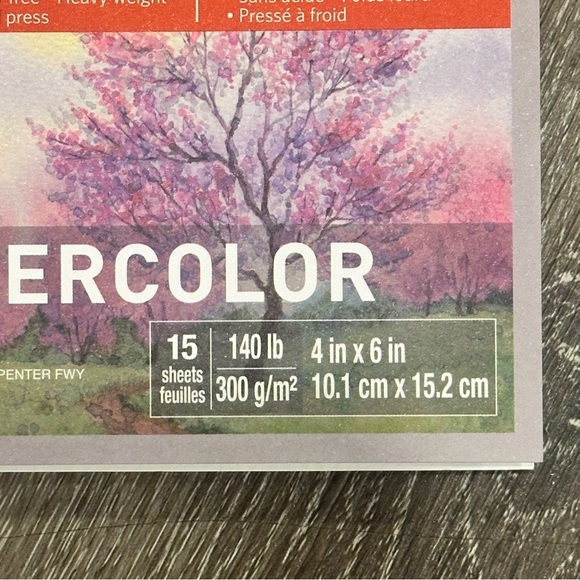 free • Heavy weight
press
• Pressé à froid
ERCOLOR
PENTER FWY
15
sheets
feuilles
140 lb
300 g/m²
4 in x 6 in
10.1 cm x 15.2 cm